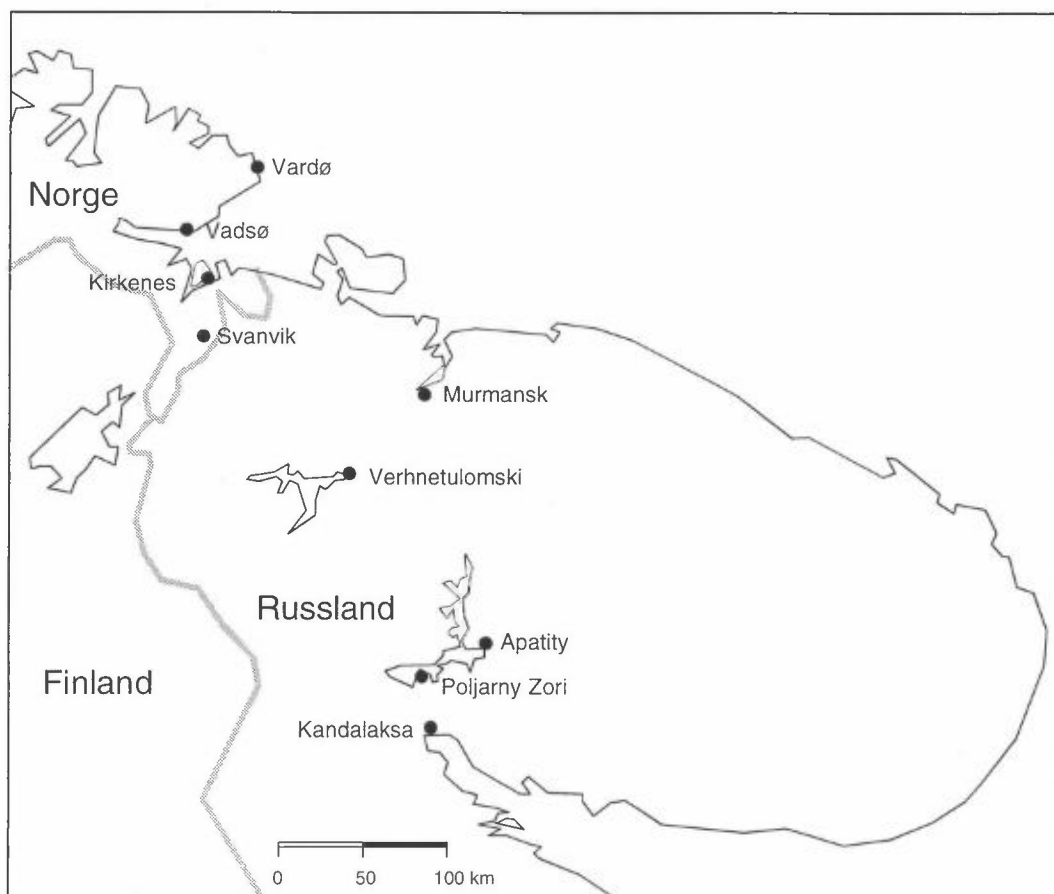 Vardø
Norge
Vadsø
Kirkenes
Svanvik
Murmansk
Verhnetulomski
Russland
Apatity
Finland
Poljarny Zori
Kandalaksa
0 50 100 km